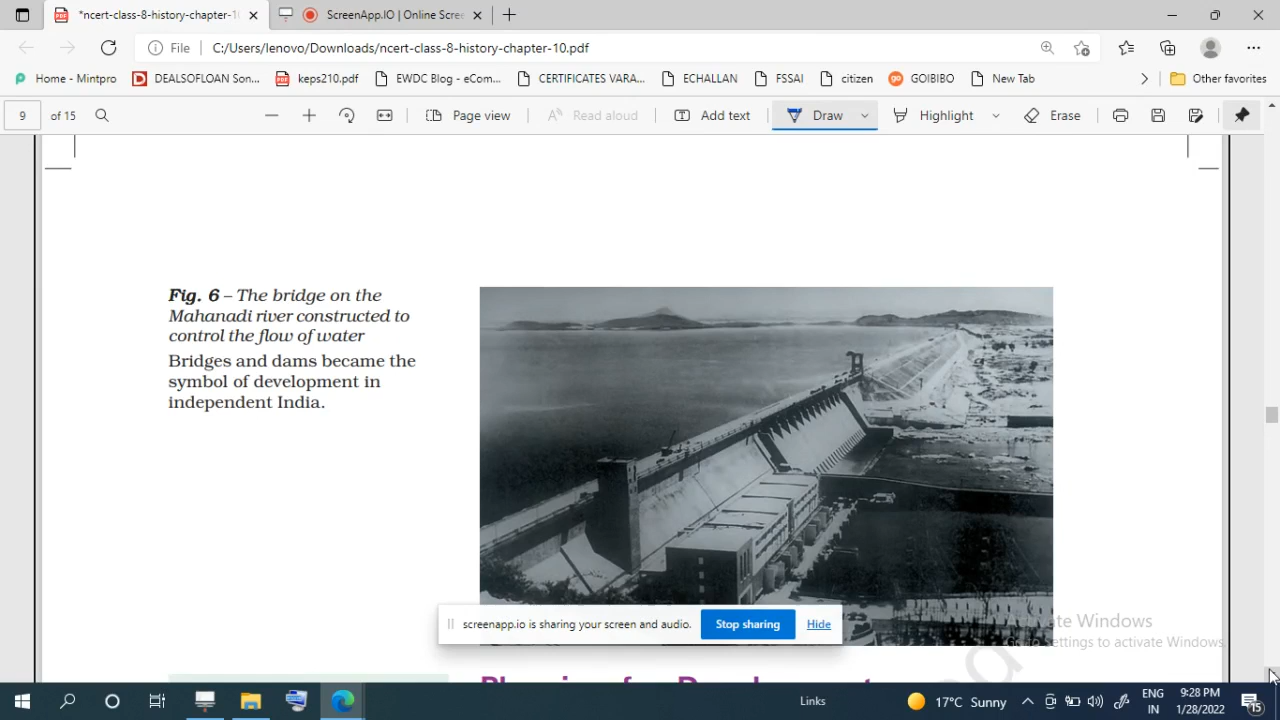 *ncert-class-8-history-chapter-1
ScreenApp.IO | Online Scre
File
C:/Users/lenovo/Downloads/ncert-class-8-history-chapter-10.pdf
Home - Mintpro
DEALSOFLOAN Son...
keps210.pdf
EWDC Blog - eCom...
CERTIFICATES VARA...
ECHALLAN
FSSAI
citizen
GOIBIBO
New Tab
Other favorites
9 of 15
Page view
Read aloud
Add text
Draw
Highlight
Erase
Fig. 6 – The bridge on the
Mahanadi river constructed to
control the flow of water
Bridges and dams became the
symbol of development in
independent India.
screenapp.io is sharing your screen and audio.
Stop sharing
Hide
Windows
Settings to activate Windows.
Links
17°C Sunny
ENG
IN
9:28 PM
1/28/2022
15